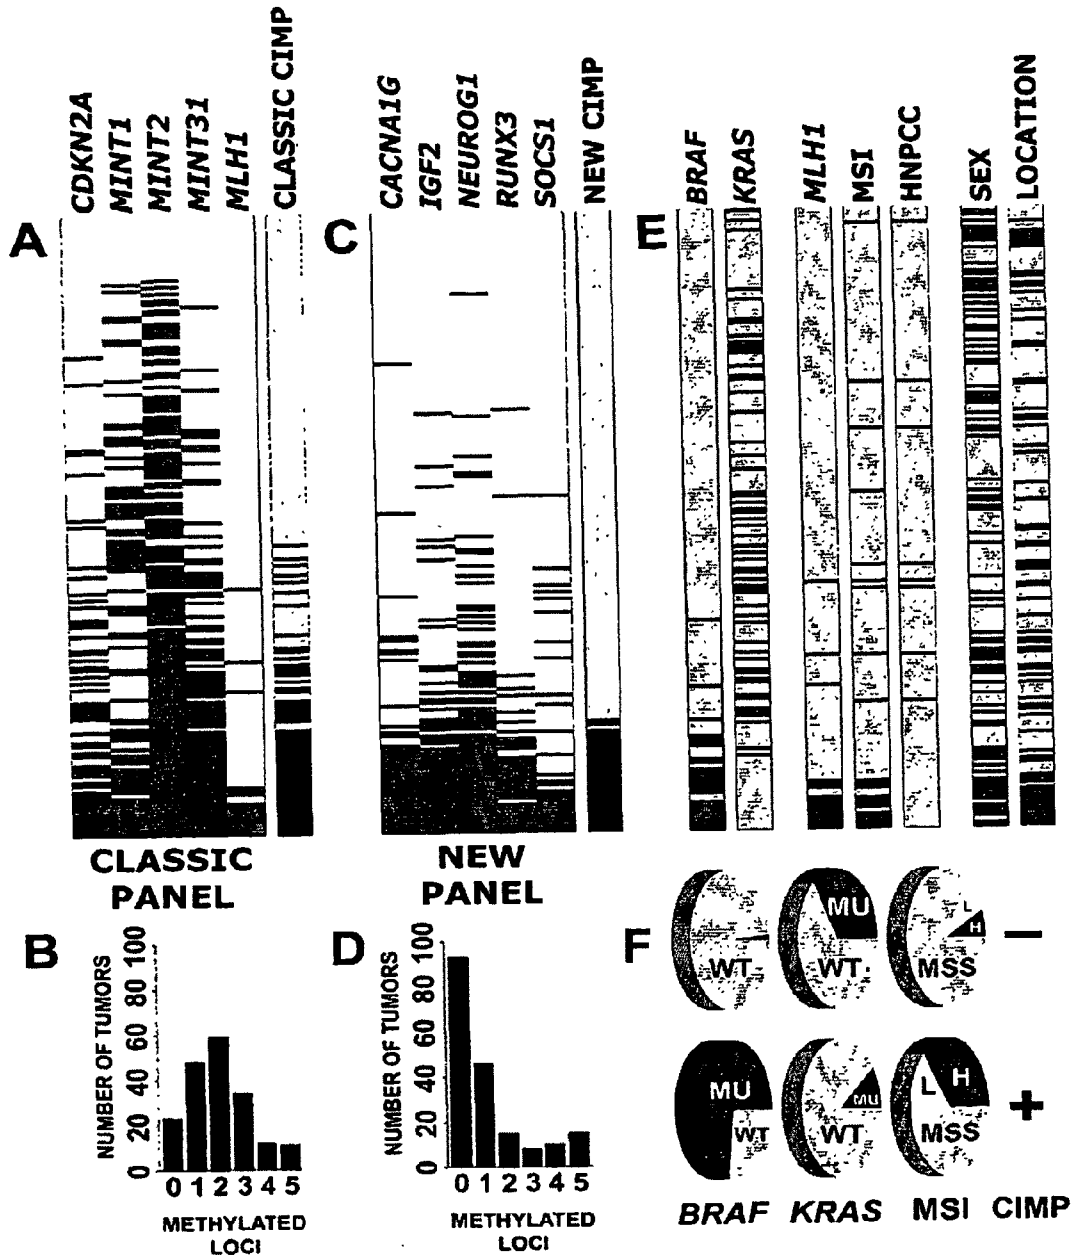 CDKN2A
MINT1
MINT2
MINT31
MLH1
CLASSIC CIMP
CACNA1G
IGF2
NEUROG1
RUNX3
SOCS1
NEW CIMP
BRAF
KRAS
MLH1
MSI
HNPCC
SEX
LOCATION
A
C
E
CLASSIC
PANEL
NEW
PANEL
B
NUMBER OF TUMORS
0 20 40 60 80 100
0 1 2 3 4 5
METHYLATED
LOCI
D
NUMBER OF TUMORS
0 20 40 60 80 100
0 1 2 3 4 5
METHYLATED
LOCI
F
WT
MU
WT
L
H
MSS
−
MU
WT
MU
WT
L
H
MSS
+
BRAF KRAS MSI CIMP